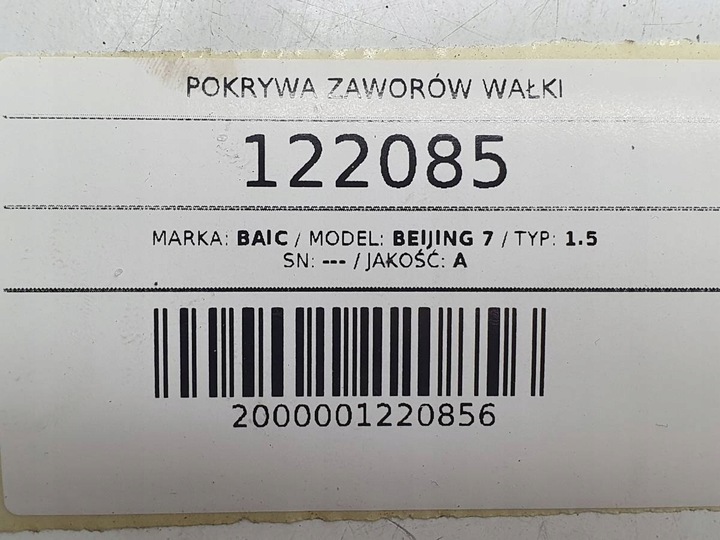 POKRYWA ZAWORÓW WAŁKI
122085
MARKA: BAIC / MODEL: BEIJING 7 / TYP: 1.5
SN: --- / JAKOŚĆ: A
2000001220856